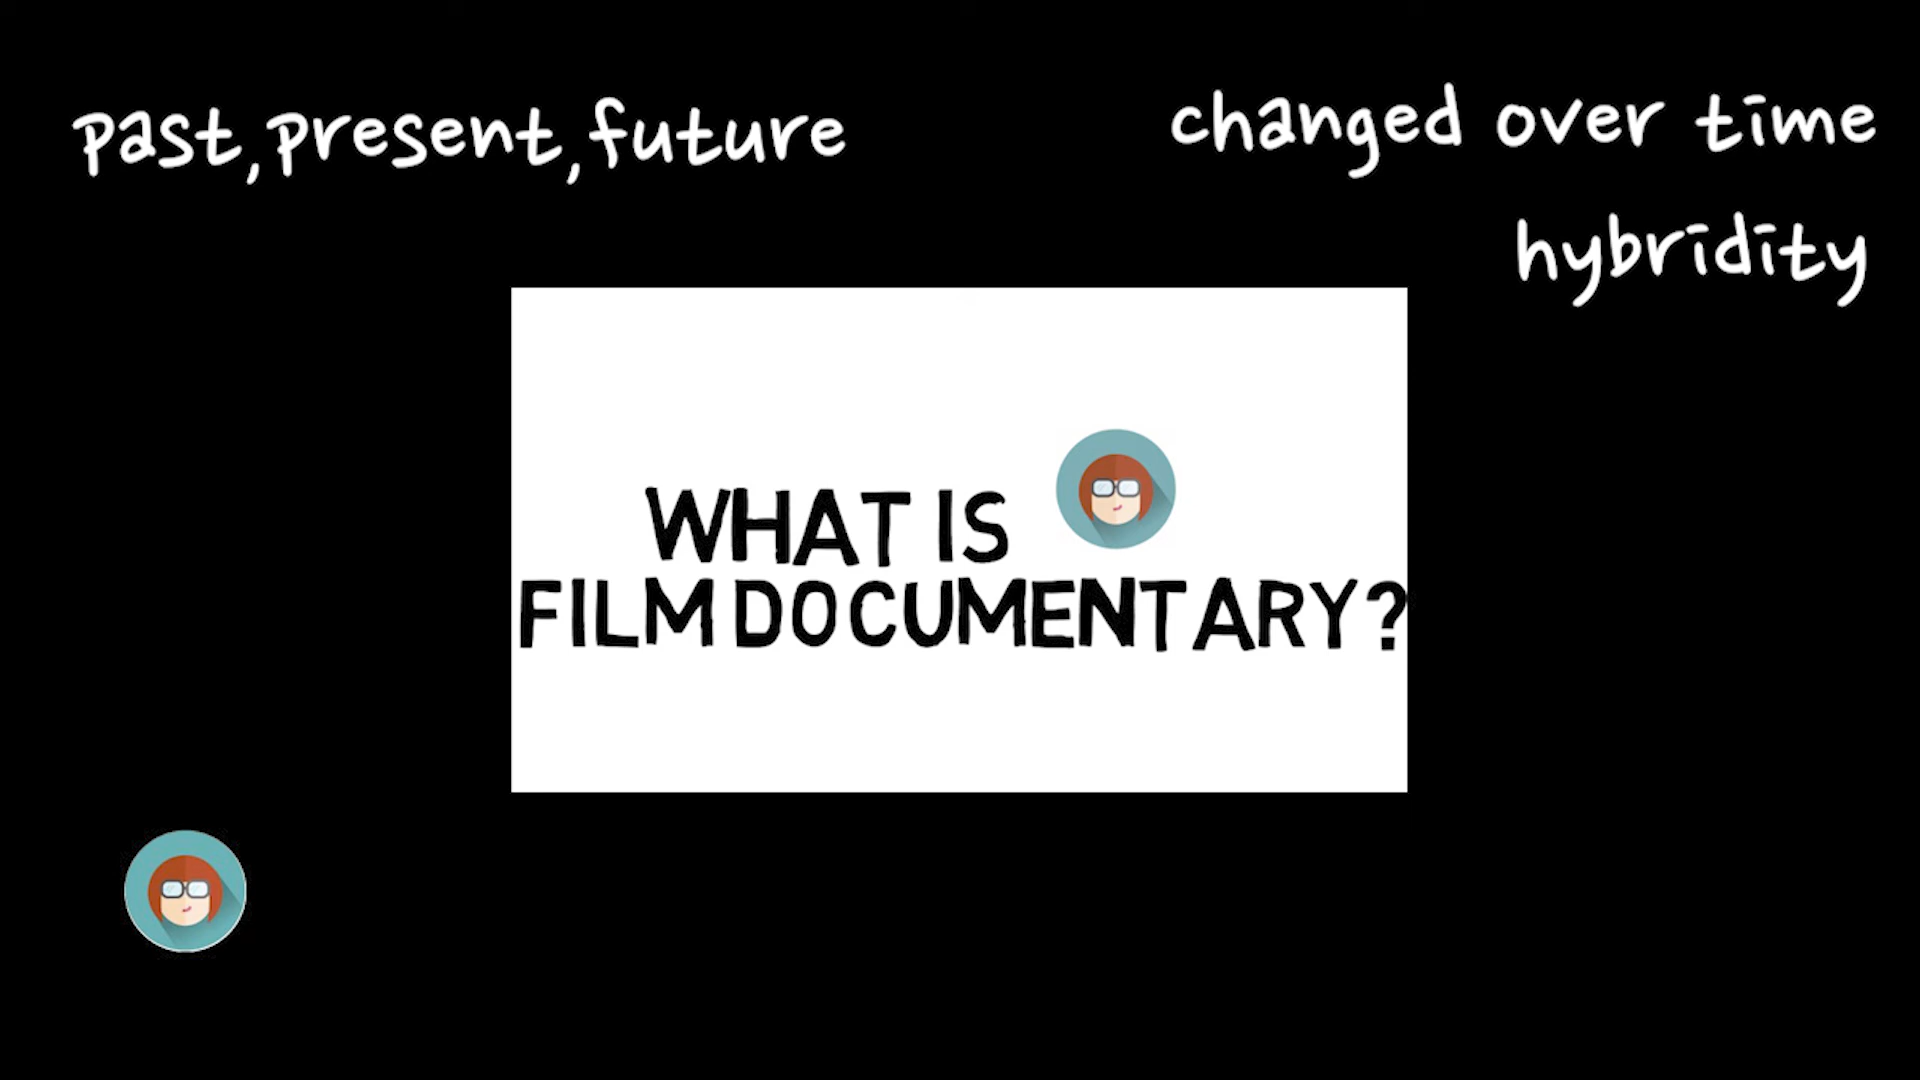 past,present,future
changed over time
hybridity
WHAT IS
FILM DOCUMENTARY?